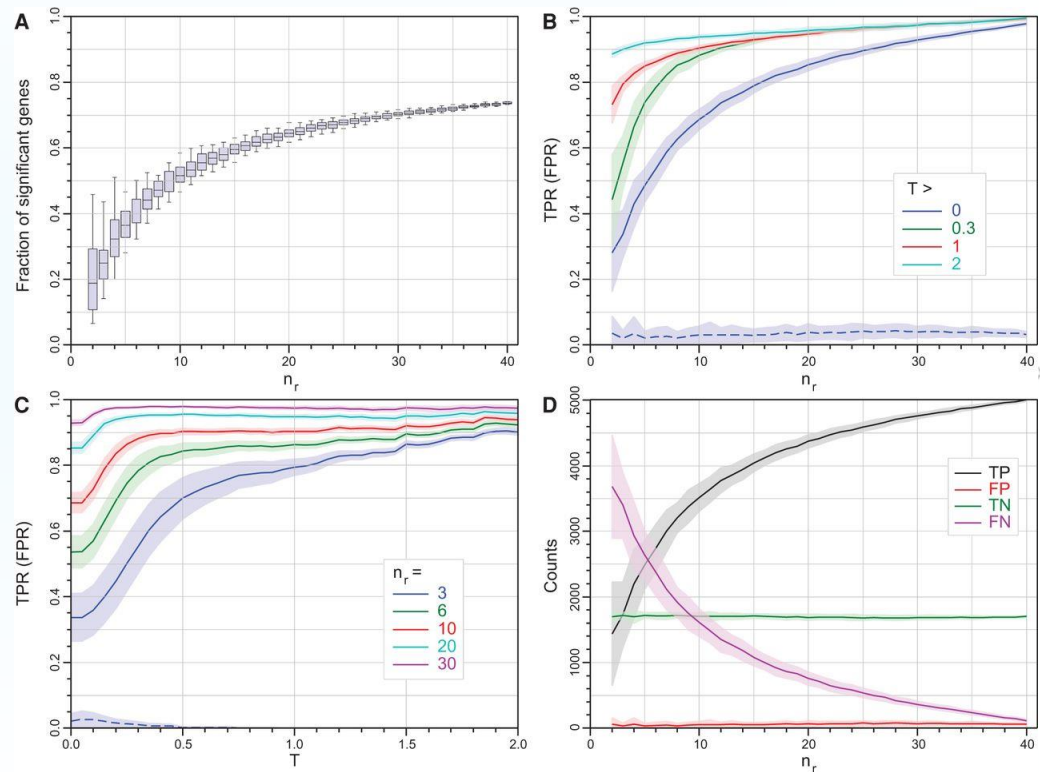 A
Fraction of significant genes
0.0 0.2 0.4 0.6 0.8 1.0
0 10 20 30 40
n_r
B
TPR (FPR)
0.0 0.2 0.4 0.6 0.8 1.0
T >
0
0.3
1
2
0 10 20 30 40
n_r
C
TPR (FPR)
0.0 0.2 0.4 0.6 0.8 1.0
n_r =
3
6
10
20
30
0.0 0.5 1.0 1.5 2.0
T
D
Counts
0 1000 2000 3000 4000 5000
TP
FP
TN
FN
0 10 20 30 40
n_r